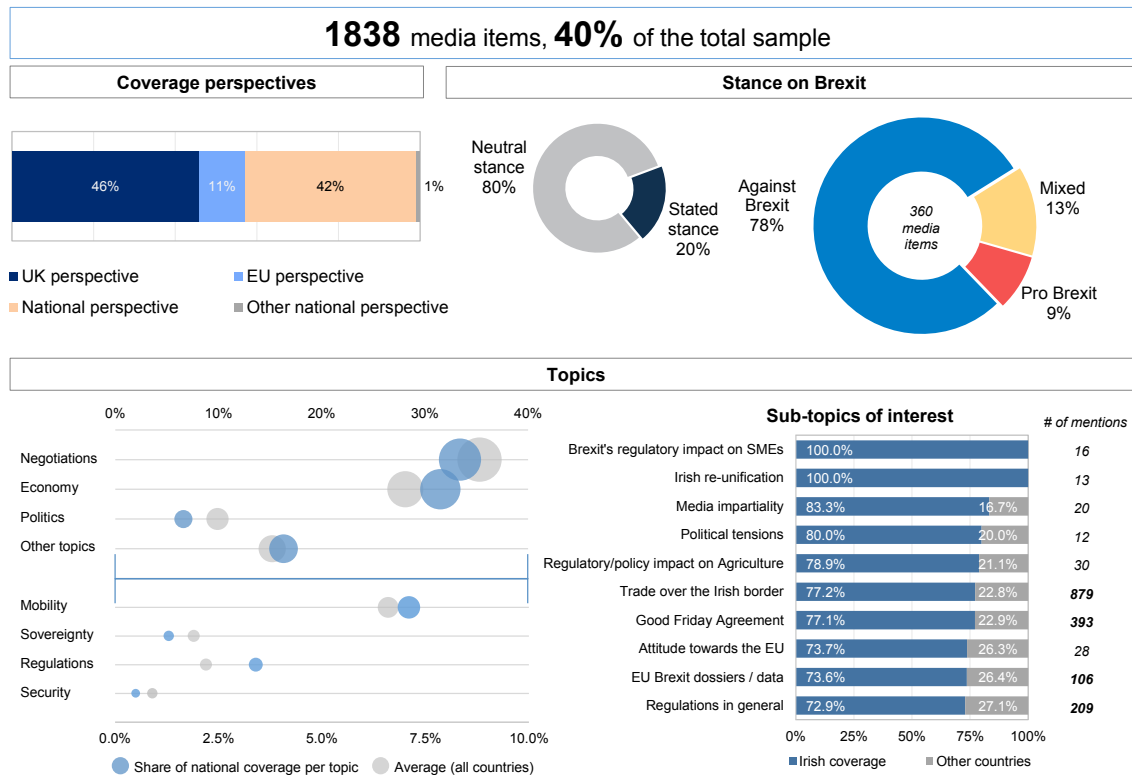 1838 media items, 40% of the total sample
Coverage perspectives
46%
11%
42%
1%
UK perspective
EU perspective
National perspective
Other national perspective
Stance on Brexit
Neutral
stance
80%
Stated
stance
20%
Against
Brexit
78%
360
media
items
Mixed
13%
Pro Brexit
9%
Topics
0%
10%
20%
30%
40%
Negotiations
Economy
Politics
Other topics
Mobility
Sovereignty
Regulations
Security
0.0%
2.5%
5.0%
7.5%
10.0%
Share of national coverage per topic
Average (all countries)
Sub-topics of interest
# of mentions
Brexit's regulatory impact on SMEs 100.0% 16
Irish re-unification 100.0% 13
Media impartiality 83.3% 16.7% 20
Political tensions 80.0% 20.0% 12
Regulatory/policy impact on Agriculture 78.9% 21.1% 30
Trade over the Irish border 77.2% 22.8% 879
Good Friday Agreement 77.1% 22.9% 393
Attitude towards the EU 73.7% 26.3% 28
EU Brexit dossiers / data 73.6% 26.4% 106
Regulations in general 72.9% 27.1% 209
0%
25%
50%
75%
100%
Irish coverage
Other countries